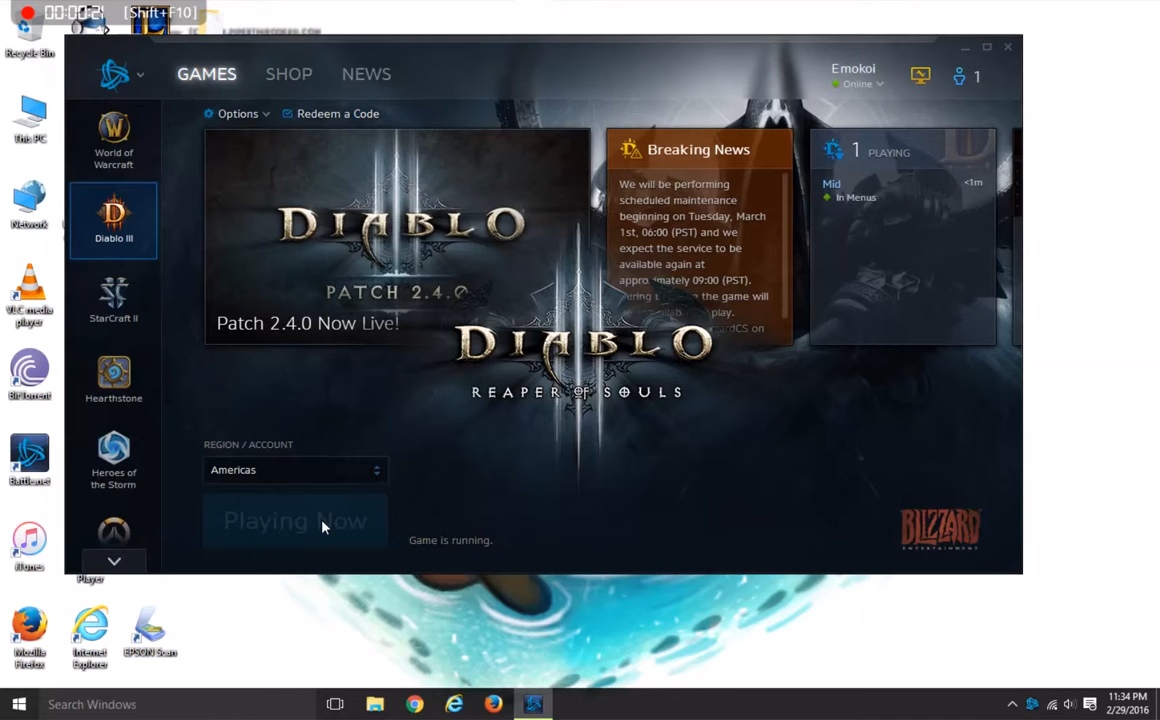 00:00:21 [Shift+F10]
Recycle Bin
This PC
Network
VLC media
player
BitTorrent
Battle.net
iTunes
Player
Mozilla
Firefox
Internet
Explorer
EPSON Scan
GAMES
SHOP
NEWS
Emokoi
Online
1
Options
Redeem a Code
World of
Warcraft
Diablo III
StarCraft II
Hearthstone
Heroes of
the Storm
DIABLO
PATCH 2.4.0
Patch 2.4.0 Now Live!
Breaking News
We will be performing
scheduled maintenance
beginning on Tuesday, March
1st, 06:00 (PST) and we
expect the service to be
available again at
approximately 09:00 (PST).
the game will
play.
on
1 PLAYING
Mid
<1m
In Menus
DIABLO
REAPER OF SOULS
REGION / ACCOUNT
Americas
Playing Now
Game is running.
BLIZZARD
ENTERTAINMENT
Search Windows
11:34 PM
2/29/2016